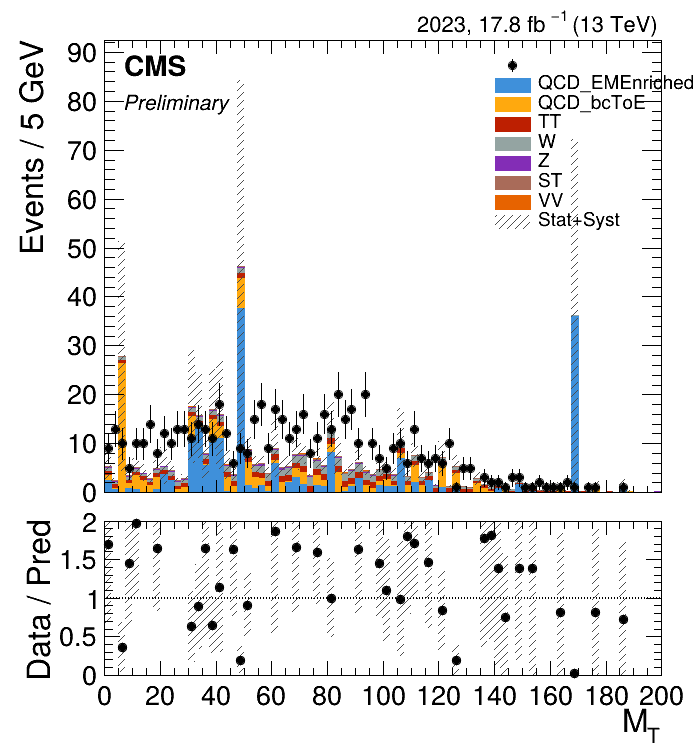 2023, 17.8 fb⁻¹ (13 TeV)
CMS
Preliminary
QCD_EMEnriched
QCD_bcToE
TT
W
Z
ST
VV
Stat+Syst
Events / 5 GeV
90
80
70
60
50
40
30
20
10
0
Data / Pred
2
1.5
1
0.5
0
0 20 40 60 80 100 120 140 160 180 200
M_T